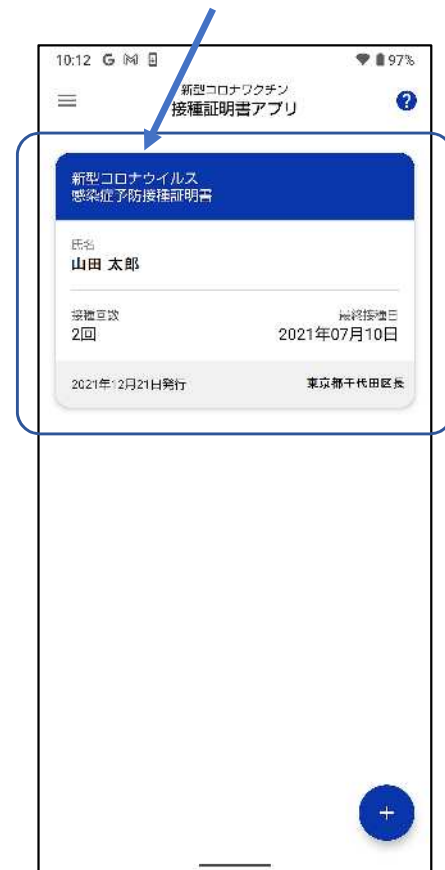 10:12 G 97%
新型コロナワクチン
接種証明書アプリ
?
新型コロナウイルス
感染症予防接種証明書
氏名
山田 太郎
接種回数 最終接種日
2回 2021年07月10日
2021年12月21日発行 東京都千代田区長
+